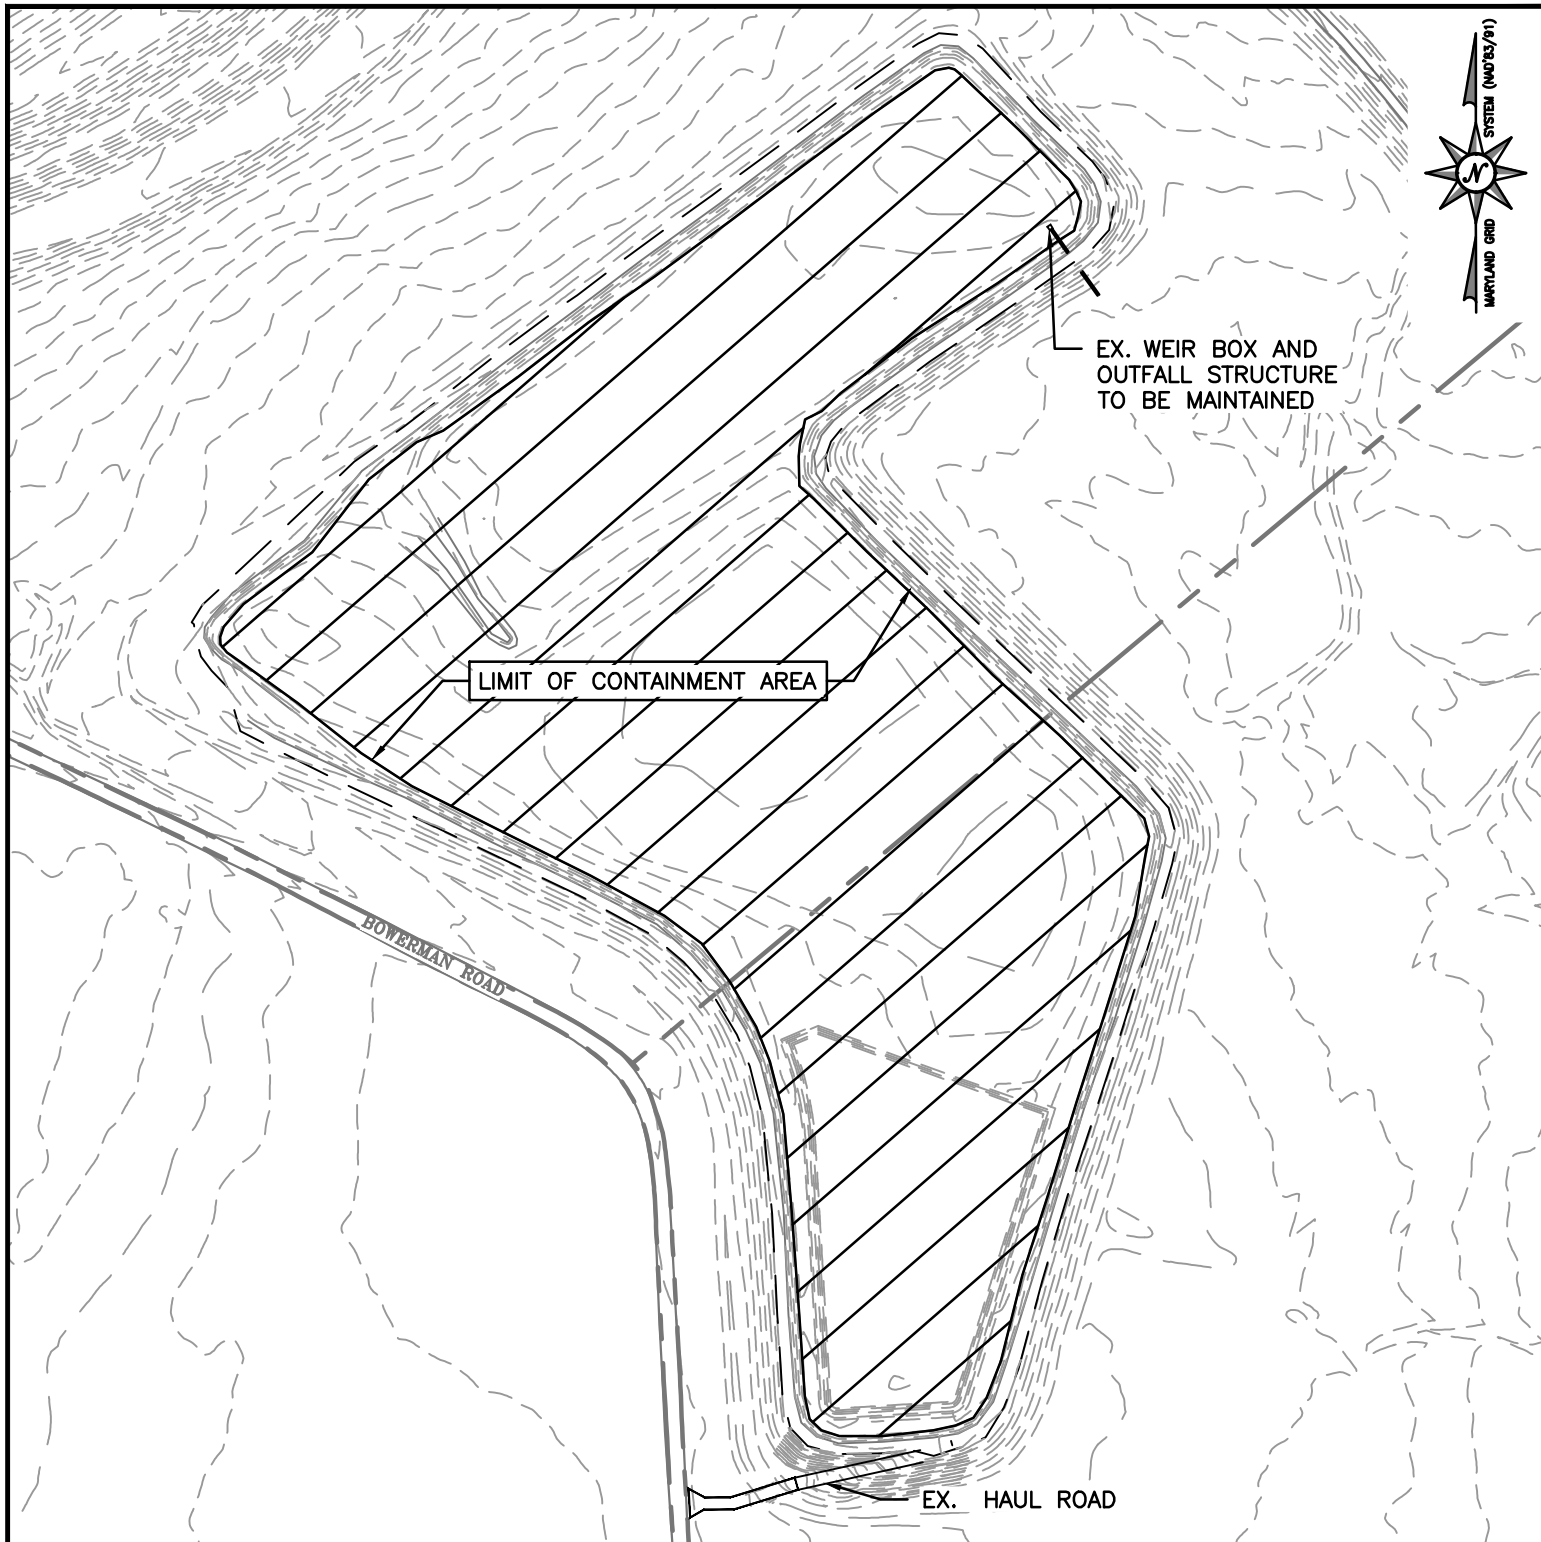 SYSTEM (NAD'83/91)
N
MARYLAND GRID
EX. WEIR BOX AND
OUTFALL STRUCTURE
TO BE MAINTAINED
LIMIT OF CONTAINMENT AREA
BOWERMAN ROAD
EX. HAUL ROAD